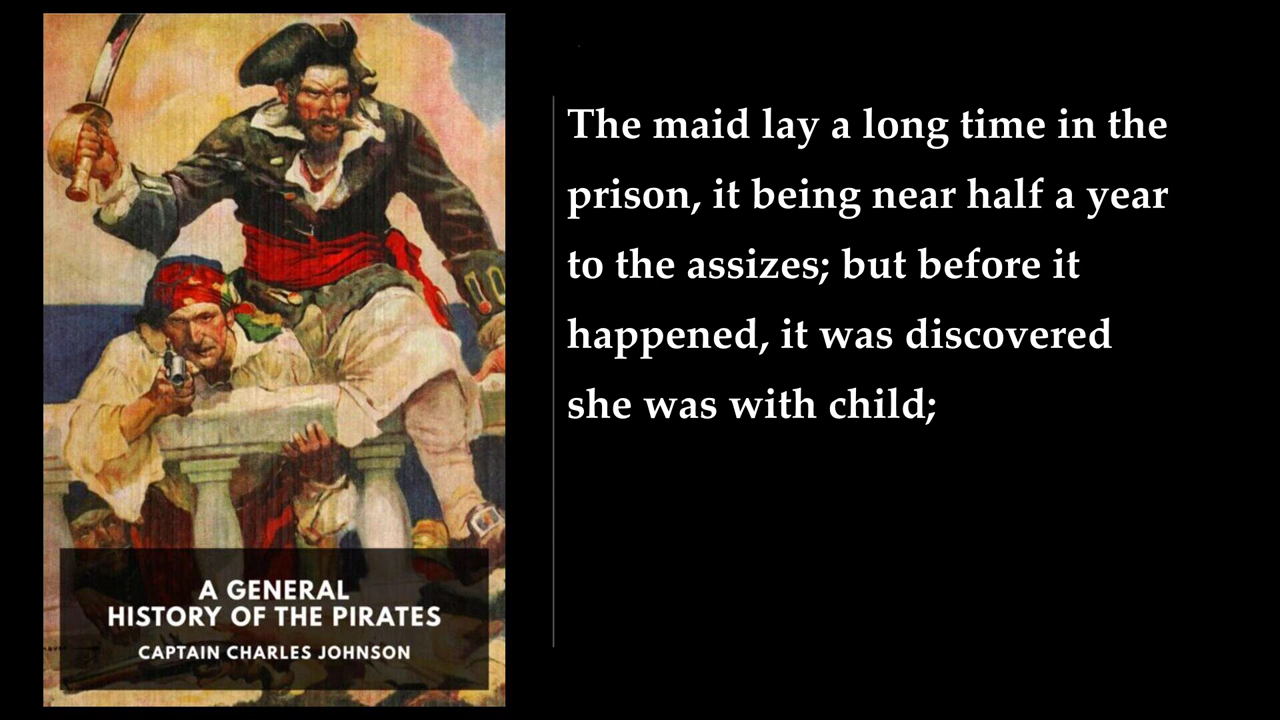 The maid lay a long time in the
prison, it being near half a year
to the assizes; but before it
happened, it was discovered
she was with child;
A GENERAL
HISTORY OF THE PIRATES
CAPTAIN CHARLES JOHNSON